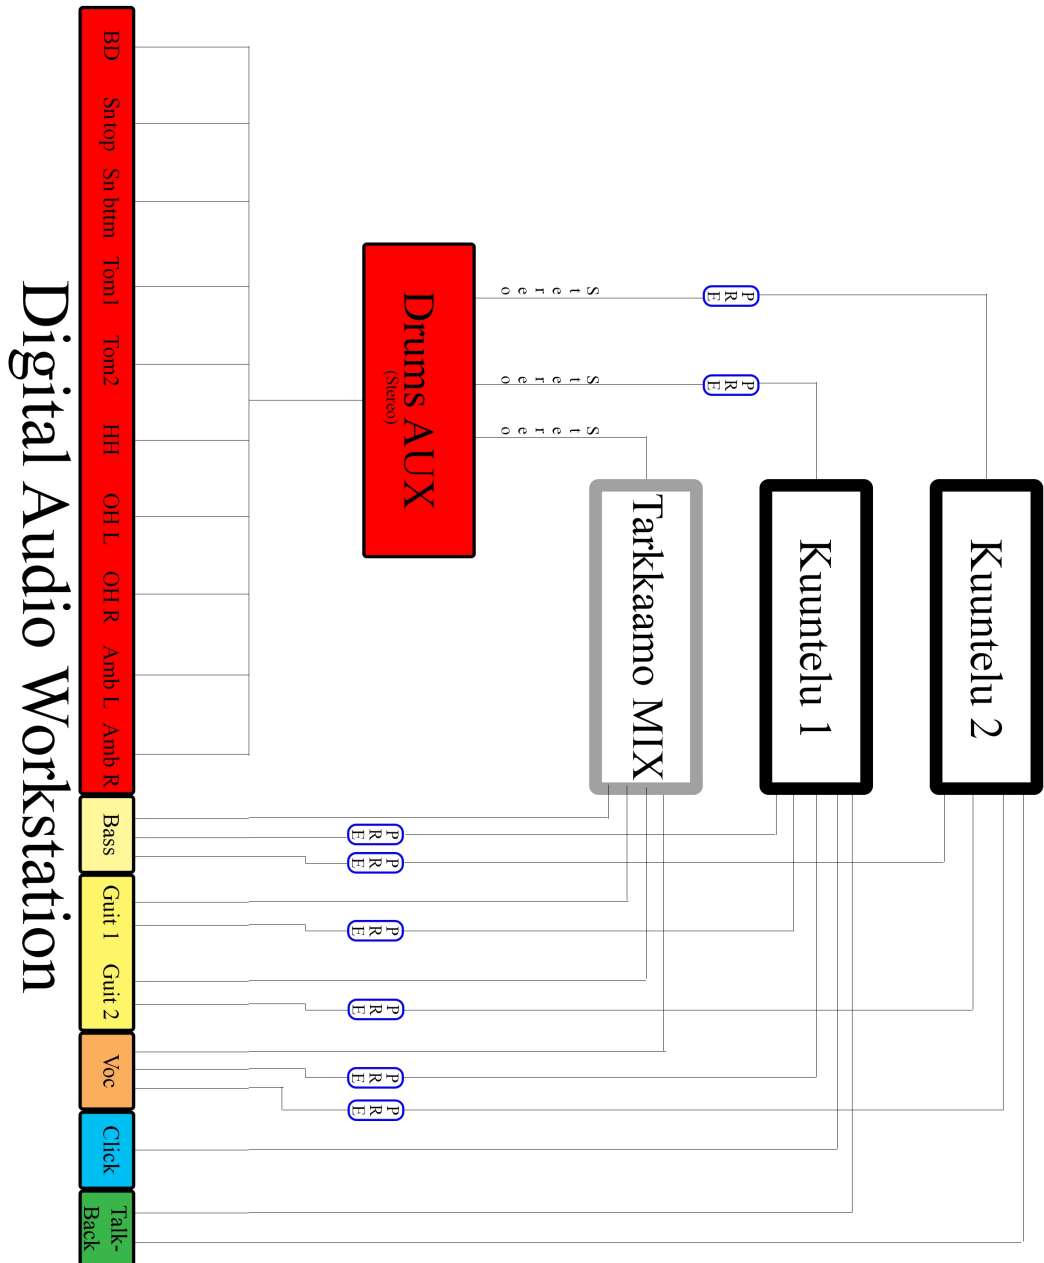 Kuuntelu 2
Kuuntelu 1
Tarkkaamo MIX
PRE
PRE
Stereo
Stereo
Stereo
Drums AUX
(Stereo)
PRE
PRE
PRE
PRE
PRE
PRE
BD
Sn top
Sn bttm
Tom1
Tom2
HH
OH L
OH R
Amb L
Amb R
Bass
Guit 1
Guit 2
Voc
Click
Talk-
Back
Digital Audio Workstation